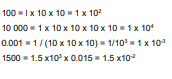 100 = l x 10 x 10 = 1 x 10²
10 000 = 1 x 10 x 10 x 10 x 10 = 1 x 10⁴
0.001 = 1 / (10 x 10 x 10) = 1/10³ = 1 x 10⁻³
1500 = 1.5 x10³ x 0.015 = 1.5 x10⁻²